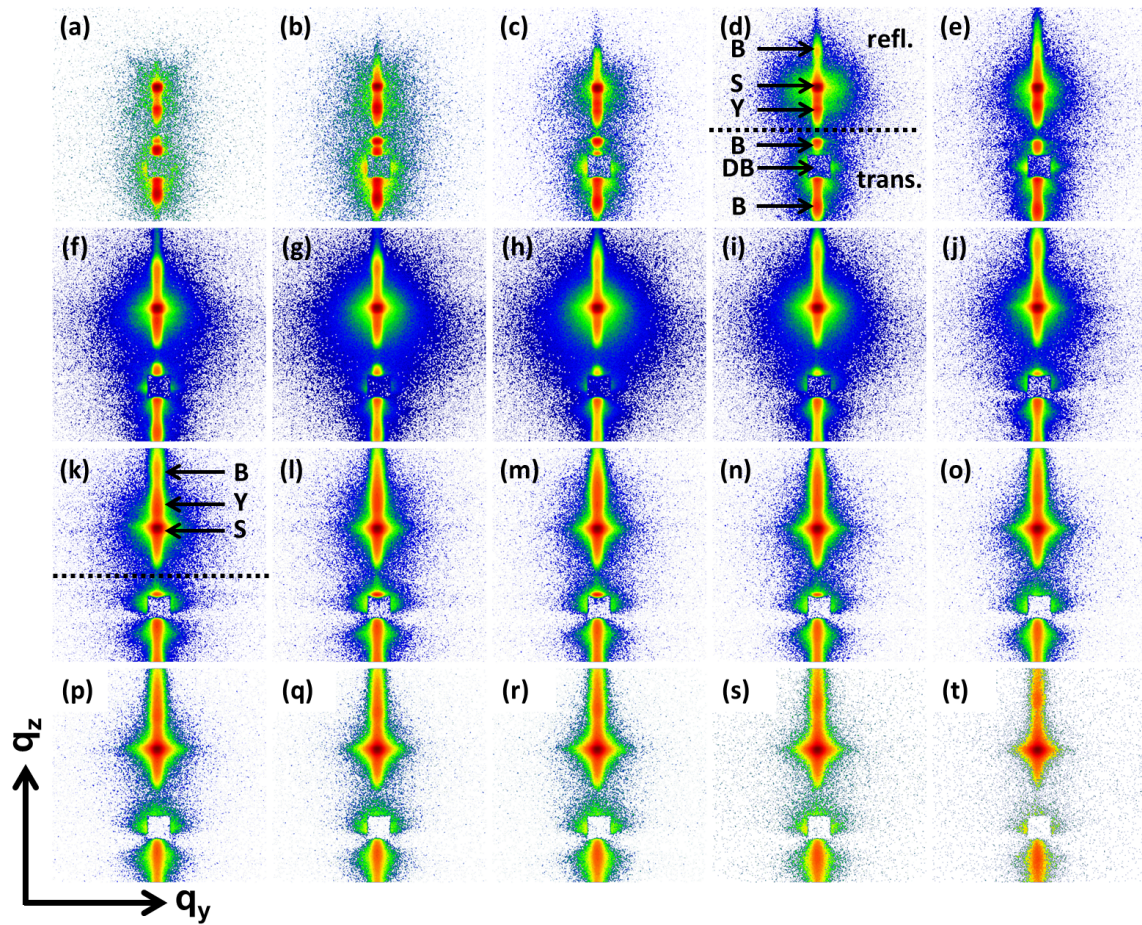 (a)
(b)
(c)
(d)
refl.
B
S
Y
B
DB
trans.
B
(e)
(f)
(g)
(h)
(i)
(j)
(k)
B
Y
S
(l)
(m)
(n)
(o)
(p)
(q)
(r)
(s)
(t)
qz
qy